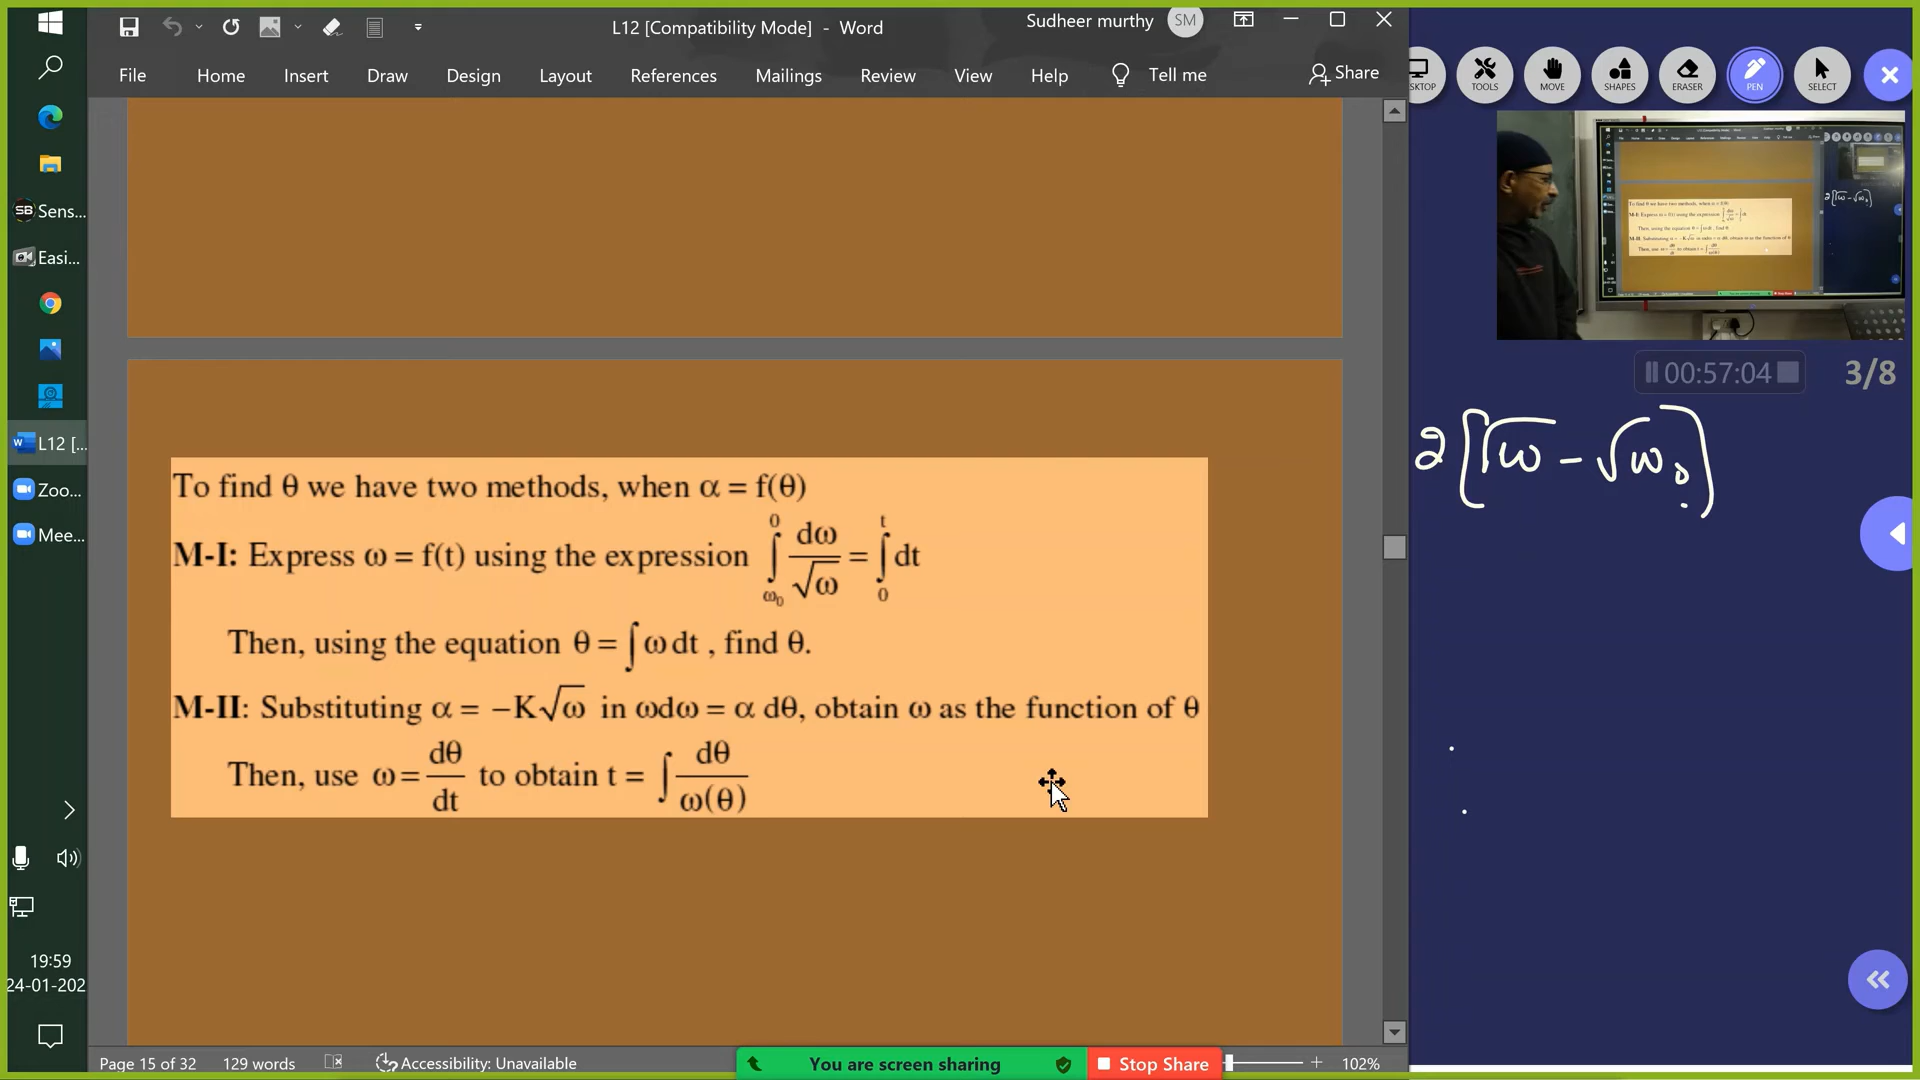 L12 [Compatibility Mode] - Word
Sudheer murthy
SM
File Home Insert Draw Design Layout References Mailings Review View Help Tell me Share
SKTOP TOOLS MOVE SHAPES ERASER PEN SELECT
SB Sens...
Easi...
L12 [...
Zoo...
Mee...
00:57:04 3/8
2[√ω - √ω₀]
To find θ we have two methods, when α = f(θ)
M-I: Express ω = f(t) using the expression ∫_{ω₀}^{0} dω/√ω = ∫_{0}^{t} dt
Then, using the equation θ = ∫ ω dt , find θ.
M-II: Substituting α = −K√ω in ωdω = α dθ, obtain ω as the function of θ
Then, use ω = dθ/dt to obtain t = ∫ dθ/ω(θ)
19:59
24-01-202
Page 15 of 32 129 words Accessibility: Unavailable
You are screen sharing Stop Share
102%